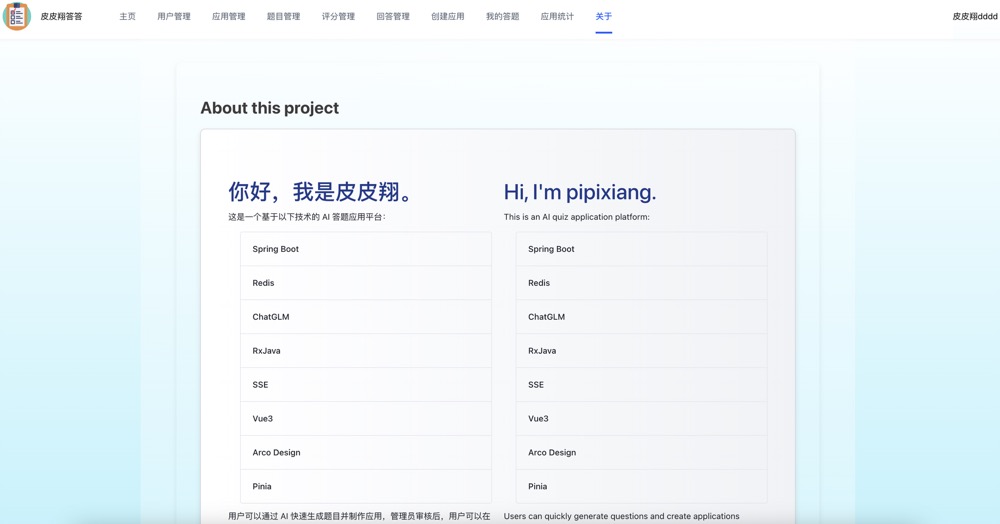 皮皮翔答答
主页
用户管理
应用管理
题目管理
评分管理
回答管理
创建应用
我的答题
应用统计
关于
皮皮翔dddd
About this project
你好，我是皮皮翔。
这是一个基于以下技术的 AI 答题应用平台：
Spring Boot
Redis
ChatGLM
RxJava
SSE
Vue3
Arco Design
Pinia
用户可以通过 AI 快速生成题目并制作应用，管理员审核后，用户可以在
Hi, I'm pipixiang.
This is an AI quiz application platform:
Spring Boot
Redis
ChatGLM
RxJava
SSE
Vue3
Arco Design
Pinia
Users can quickly generate questions and create applications